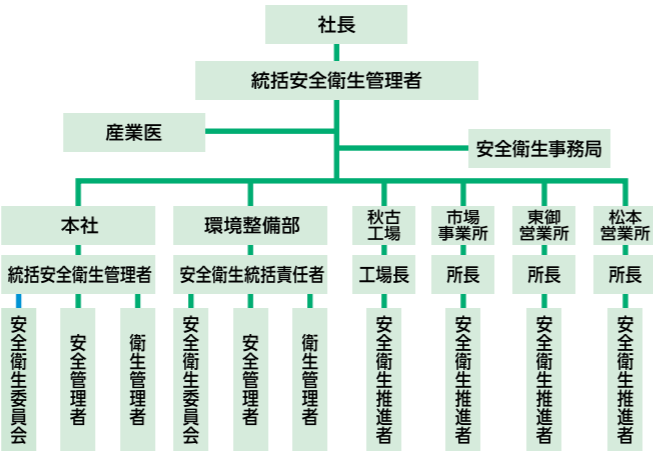 社長
統括安全衛生管理者
産業医
安全衛生事務局
本社
環境整備部
秋古
工場
市場
事業所
東御
営業所
松本
営業所
統括安全衛生管理者
安全衛生統括責任者
工場長
所長
所長
所長
安全衛生委員会
安全管理者
衛生管理者
安全衛生委員会
安全管理者
衛生管理者
安全衛生推進者
安全衛生推進者
安全衛生推進者
安全衛生推進者